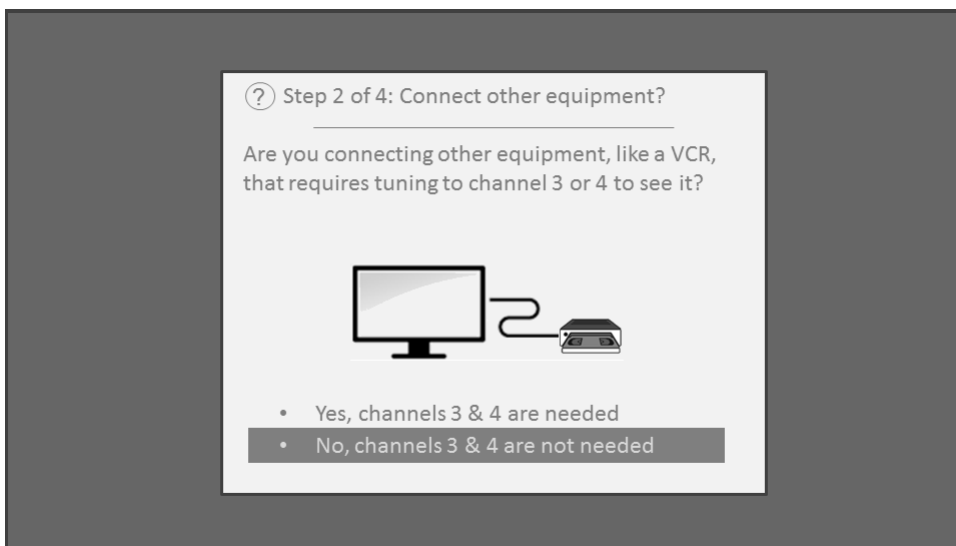 ? Step 2 of 4: Connect other equipment?
Are you connecting other equipment, like a VCR,
that requires tuning to channel 3 or 4 to see it?
• Yes, channels 3 & 4 are needed
• No, channels 3 & 4 are not needed